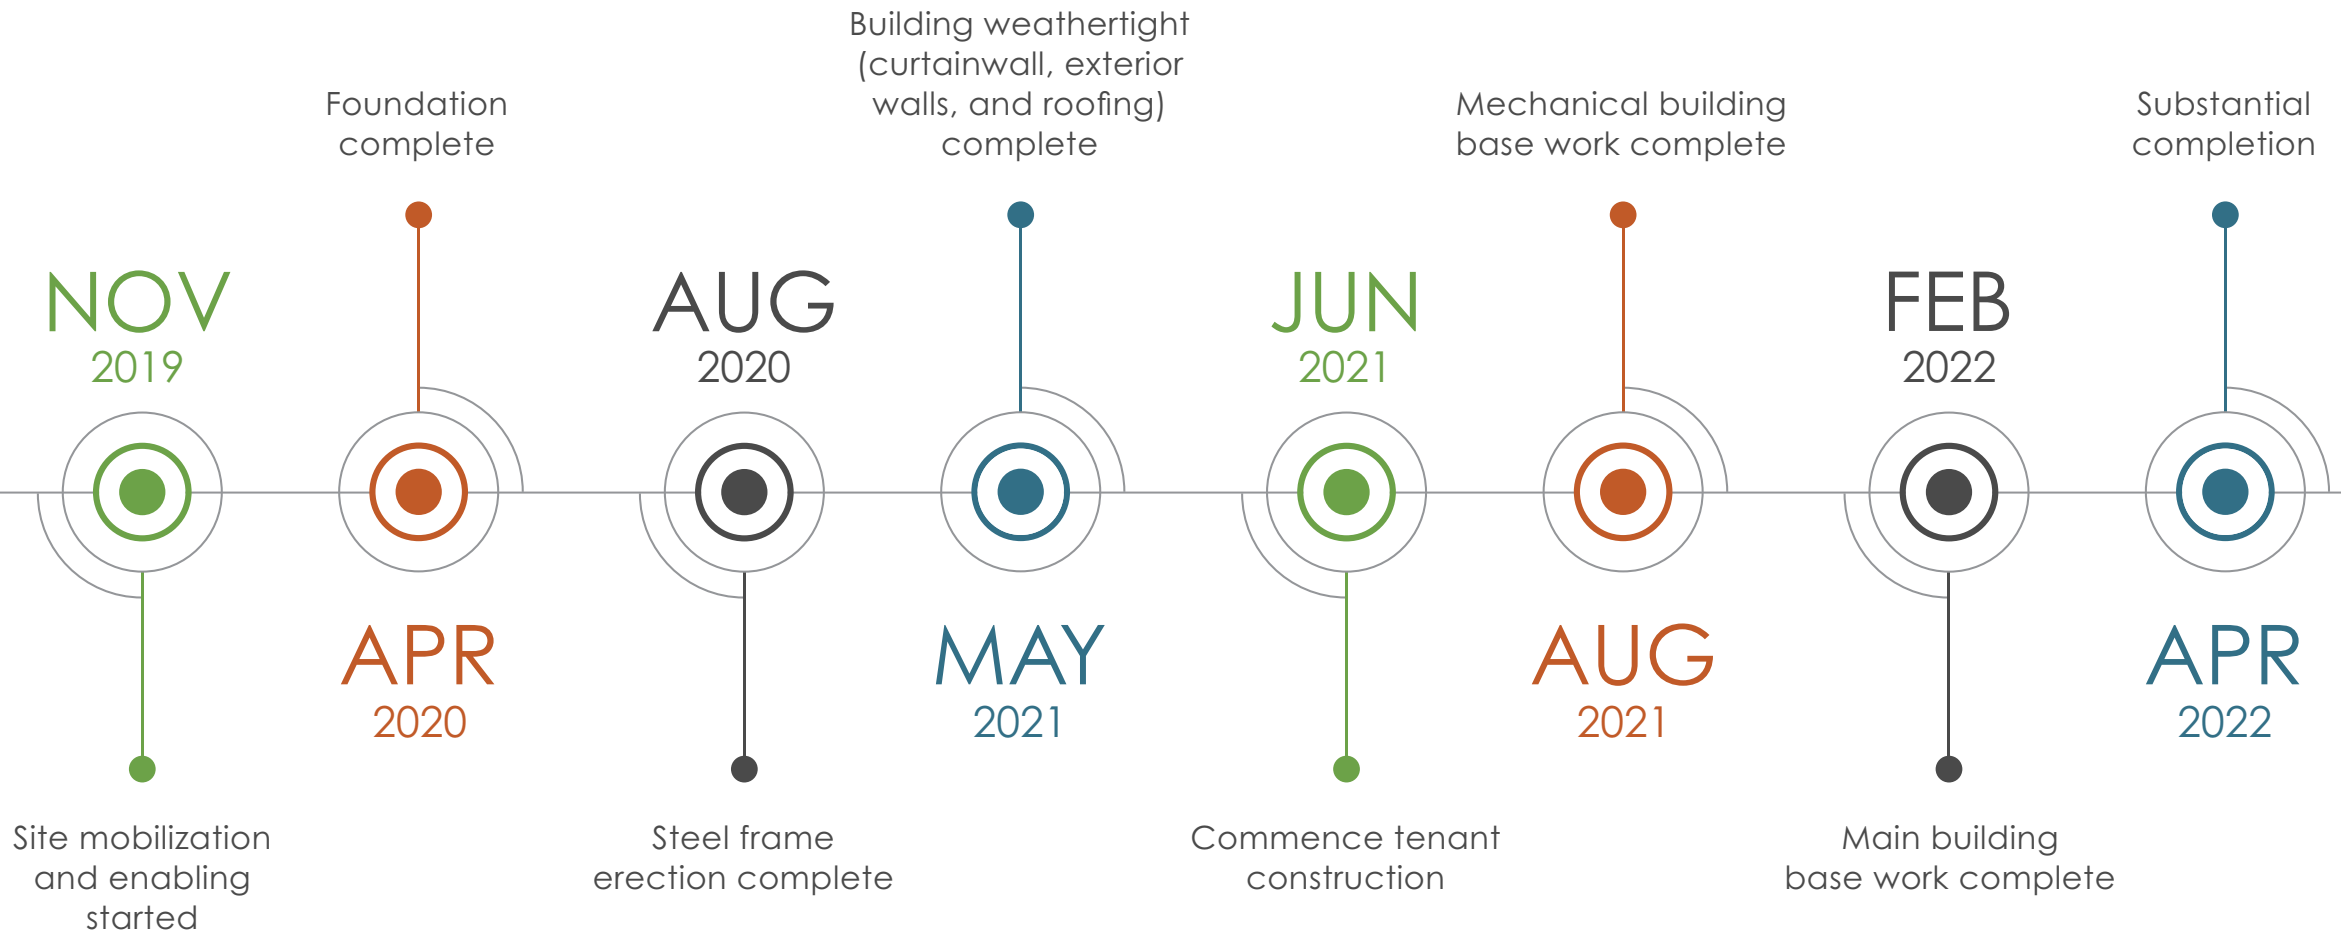 NOV
2019
Site mobilization
and enabling
started
Foundation
complete
APR
2020
AUG
2020
Steel frame
erection complete
Building weathertight
(curtainwall, exterior
walls, and roofing)
complete
MAY
2021
JUN
2021
Commence tenant
construction
Mechanical building
base work complete
AUG
2021
FEB
2022
Main building
base work complete
Substantial
completion
APR
2022